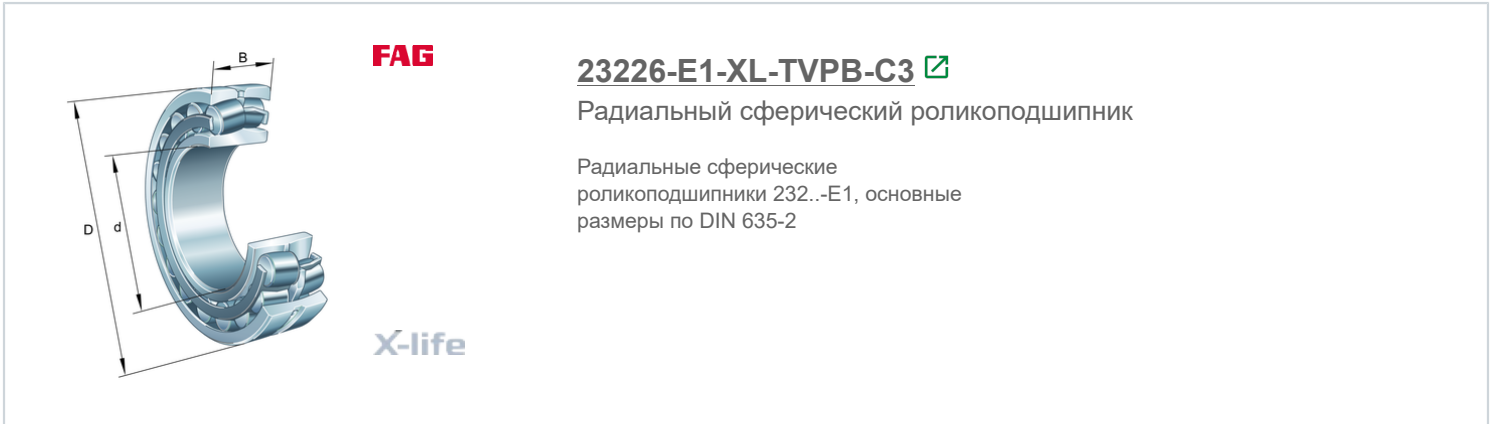 B
FAG
23226-E1-XL-TVPB-C3
Радиальный сферический роликоподшипник
Радиальные сферические
роликоподшипники 232..-E1, основные
размеры по DIN 635-2
D
d
X-life